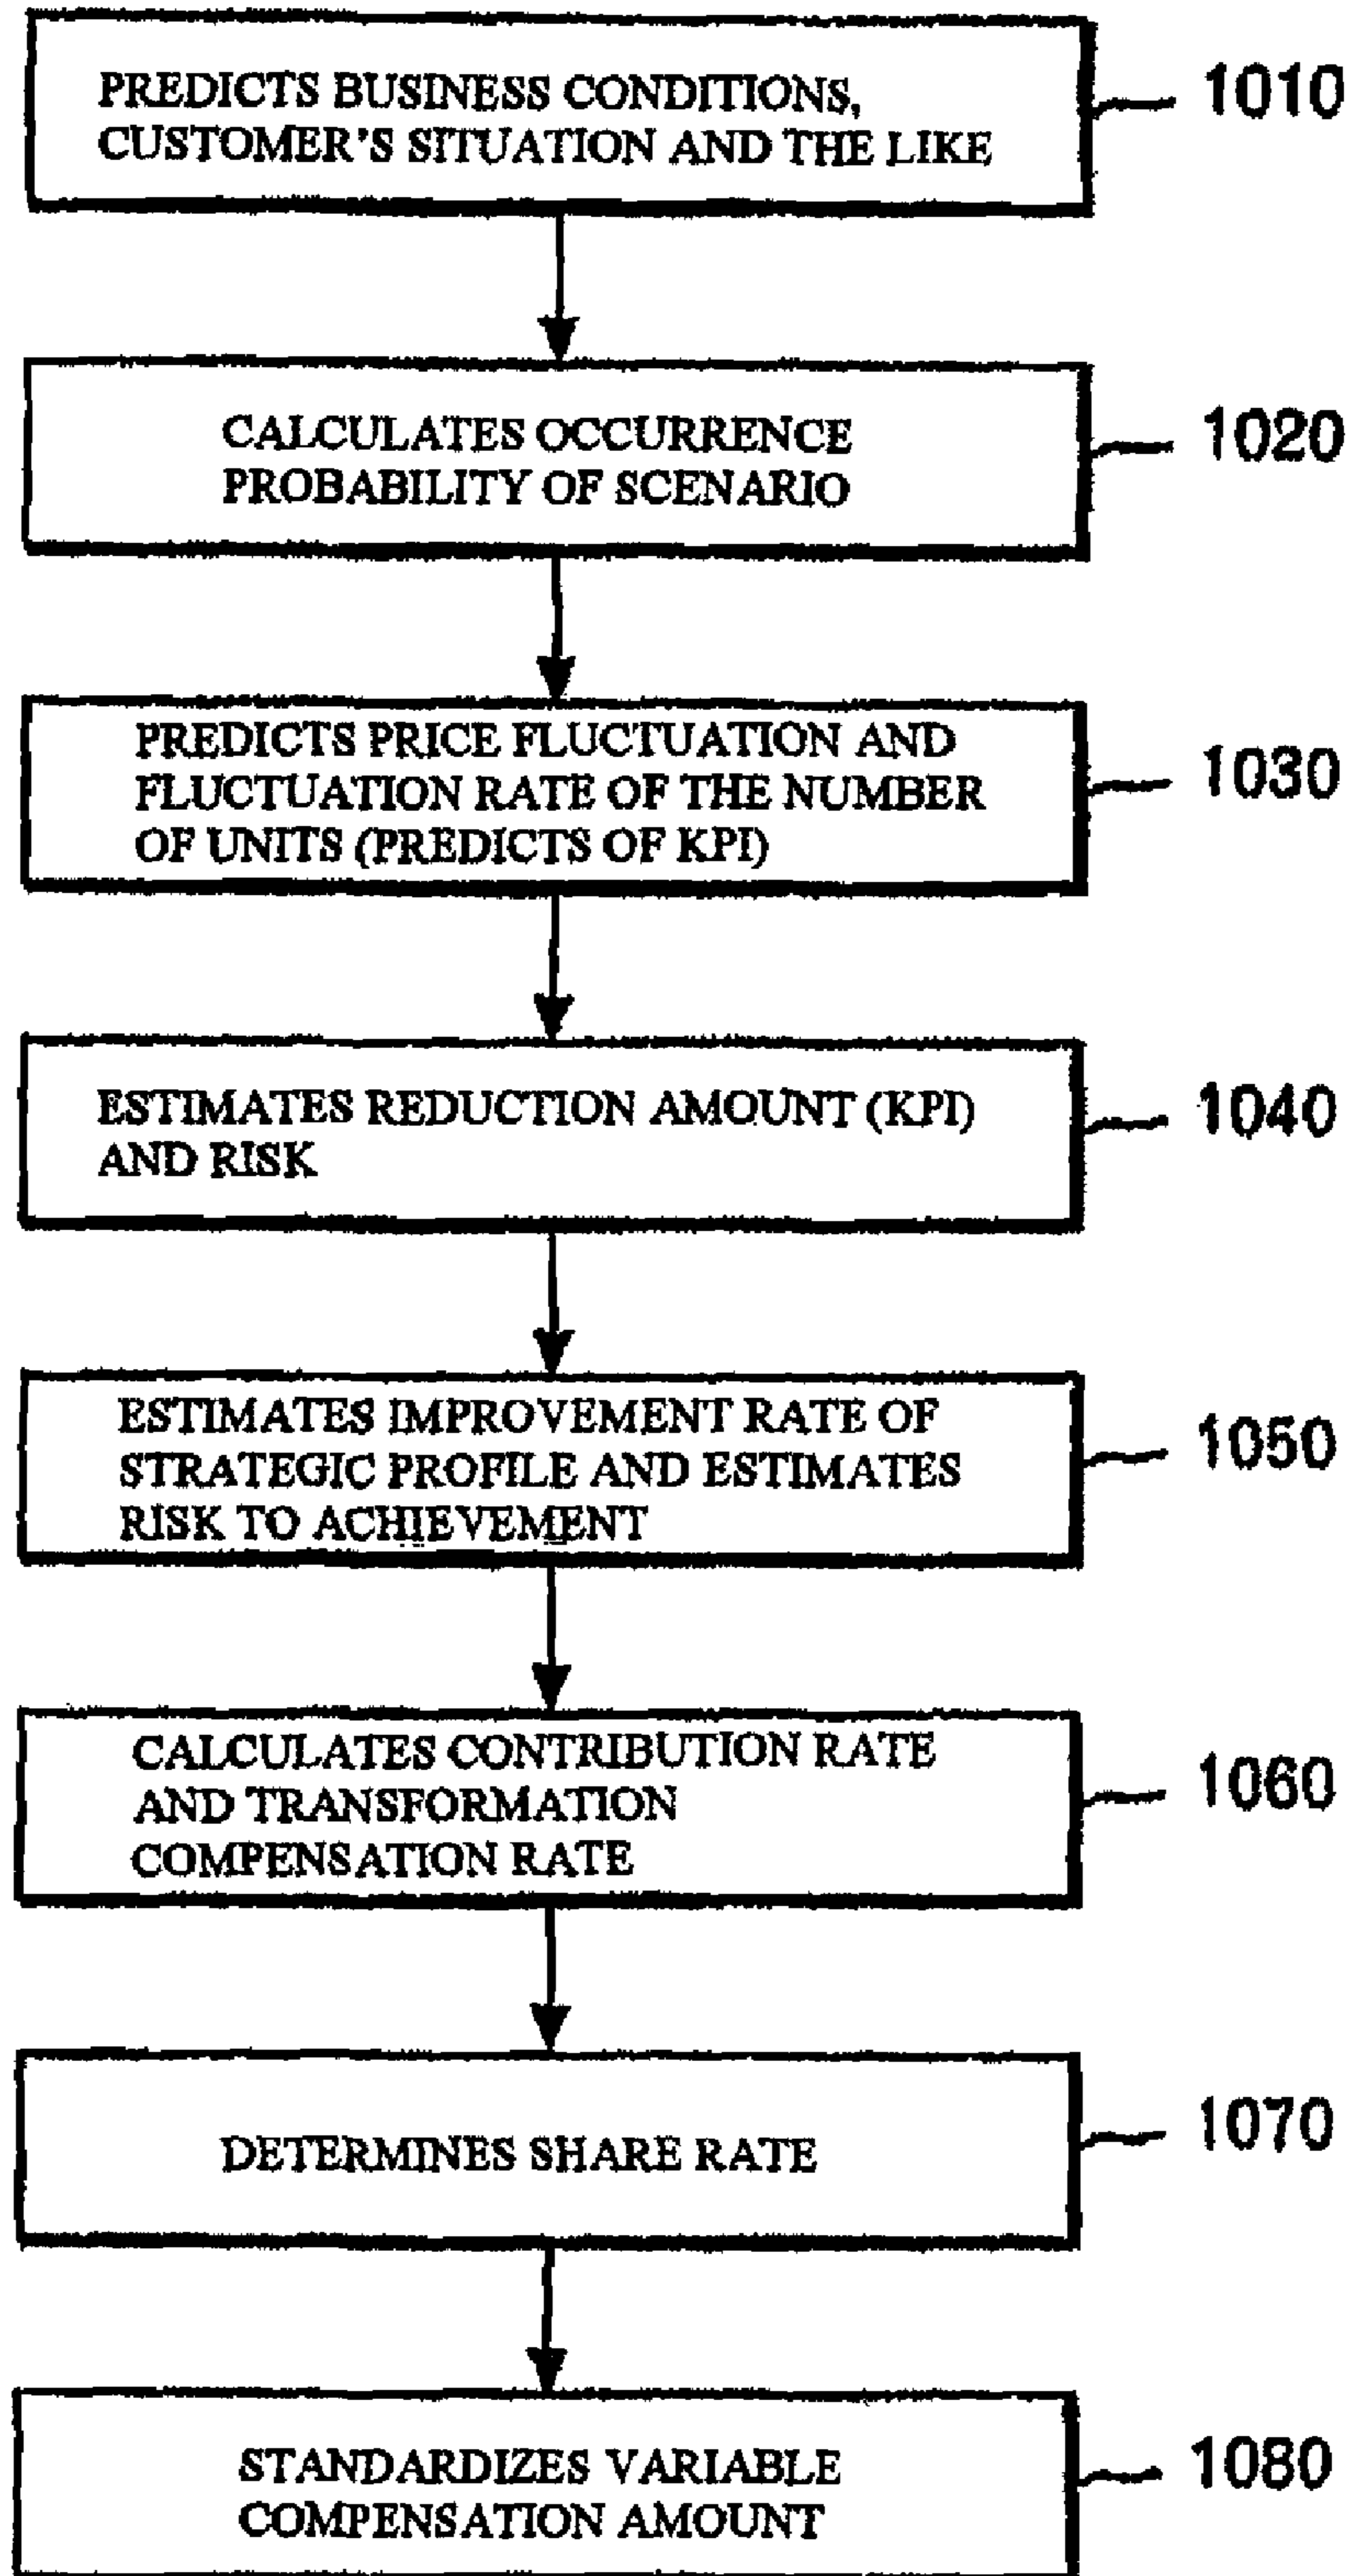 PREDICTS BUSINESS CONDITIONS,
CUSTOMER'S SITUATION AND THE LIKE
1010
CALCULATES OCCURRENCE
PROBABILITY OF SCENARIO
1020
PREDICTS PRICE FLUCTUATION AND
FLUCTUATION RATE OF THE NUMBER
OF UNITS (PREDICTS OF KPI)
1030
ESTIMATES REDUCTION AMOUNT (KPI)
AND RISK
1040
ESTIMATES IMPROVEMENT RATE OF
STRATEGIC PROFILE AND ESTIMATES
RISK TO ACHIEVEMENT
1050
CALCULATES CONTRIBUTION RATE
AND TRANSFORMATION
COMPENSATION RATE
1060
DETERMINES SHARE RATE
1070
STANDARDIZES VARIABLE
COMPENSATION AMOUNT
1080